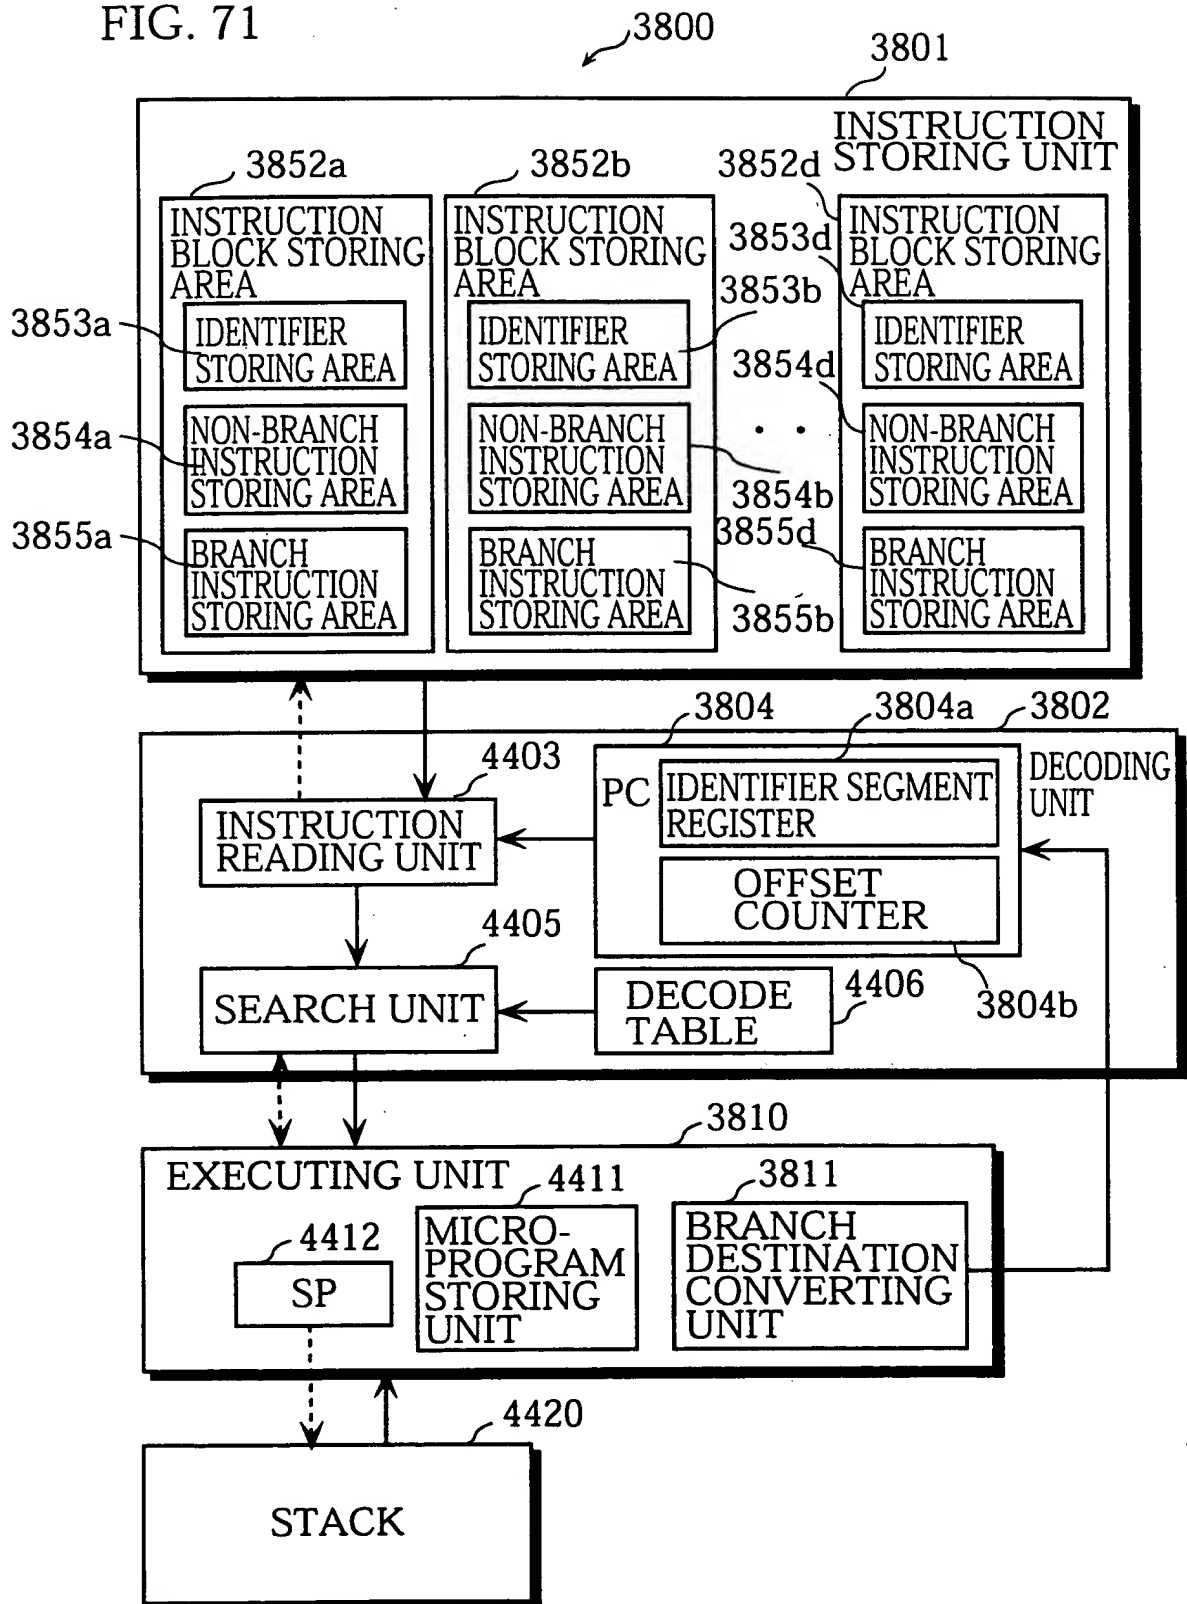 FIG. 71
3800
3801
INSTRUCTION
STORING UNIT
3852a
3852b
3852d
INSTRUCTION
BLOCK STORING
AREA
INSTRUCTION
BLOCK STORING
AREA
INSTRUCTION
BLOCK STORING
AREA
3853a
IDENTIFIER
STORING AREA
3853b
IDENTIFIER
STORING AREA
3853d
IDENTIFIER
STORING AREA
3854a
NON-BRANCH
INSTRUCTION
STORING AREA
3854b
NON-BRANCH
INSTRUCTION
STORING AREA
. .
3854d
NON-BRANCH
INSTRUCTION
STORING AREA
3855a
BRANCH
INSTRUCTION
STORING AREA
3855b
BRANCH
INSTRUCTION
STORING AREA
3855d
BRANCH
INSTRUCTION
STORING AREA
3804
3804a
3802
4403
PC
IDENTIFIER SEGMENT
REGISTER
DECODING
UNIT
INSTRUCTION
READING UNIT
OFFSET
COUNTER
4405
4406
3804b
SEARCH UNIT
DECODE
TABLE
3810
EXECUTING UNIT
4411
3811
4412
SP
MICRO-
PROGRAM
STORING
UNIT
BRANCH
DESTINATION
CONVERTING
UNIT
4420
STACK